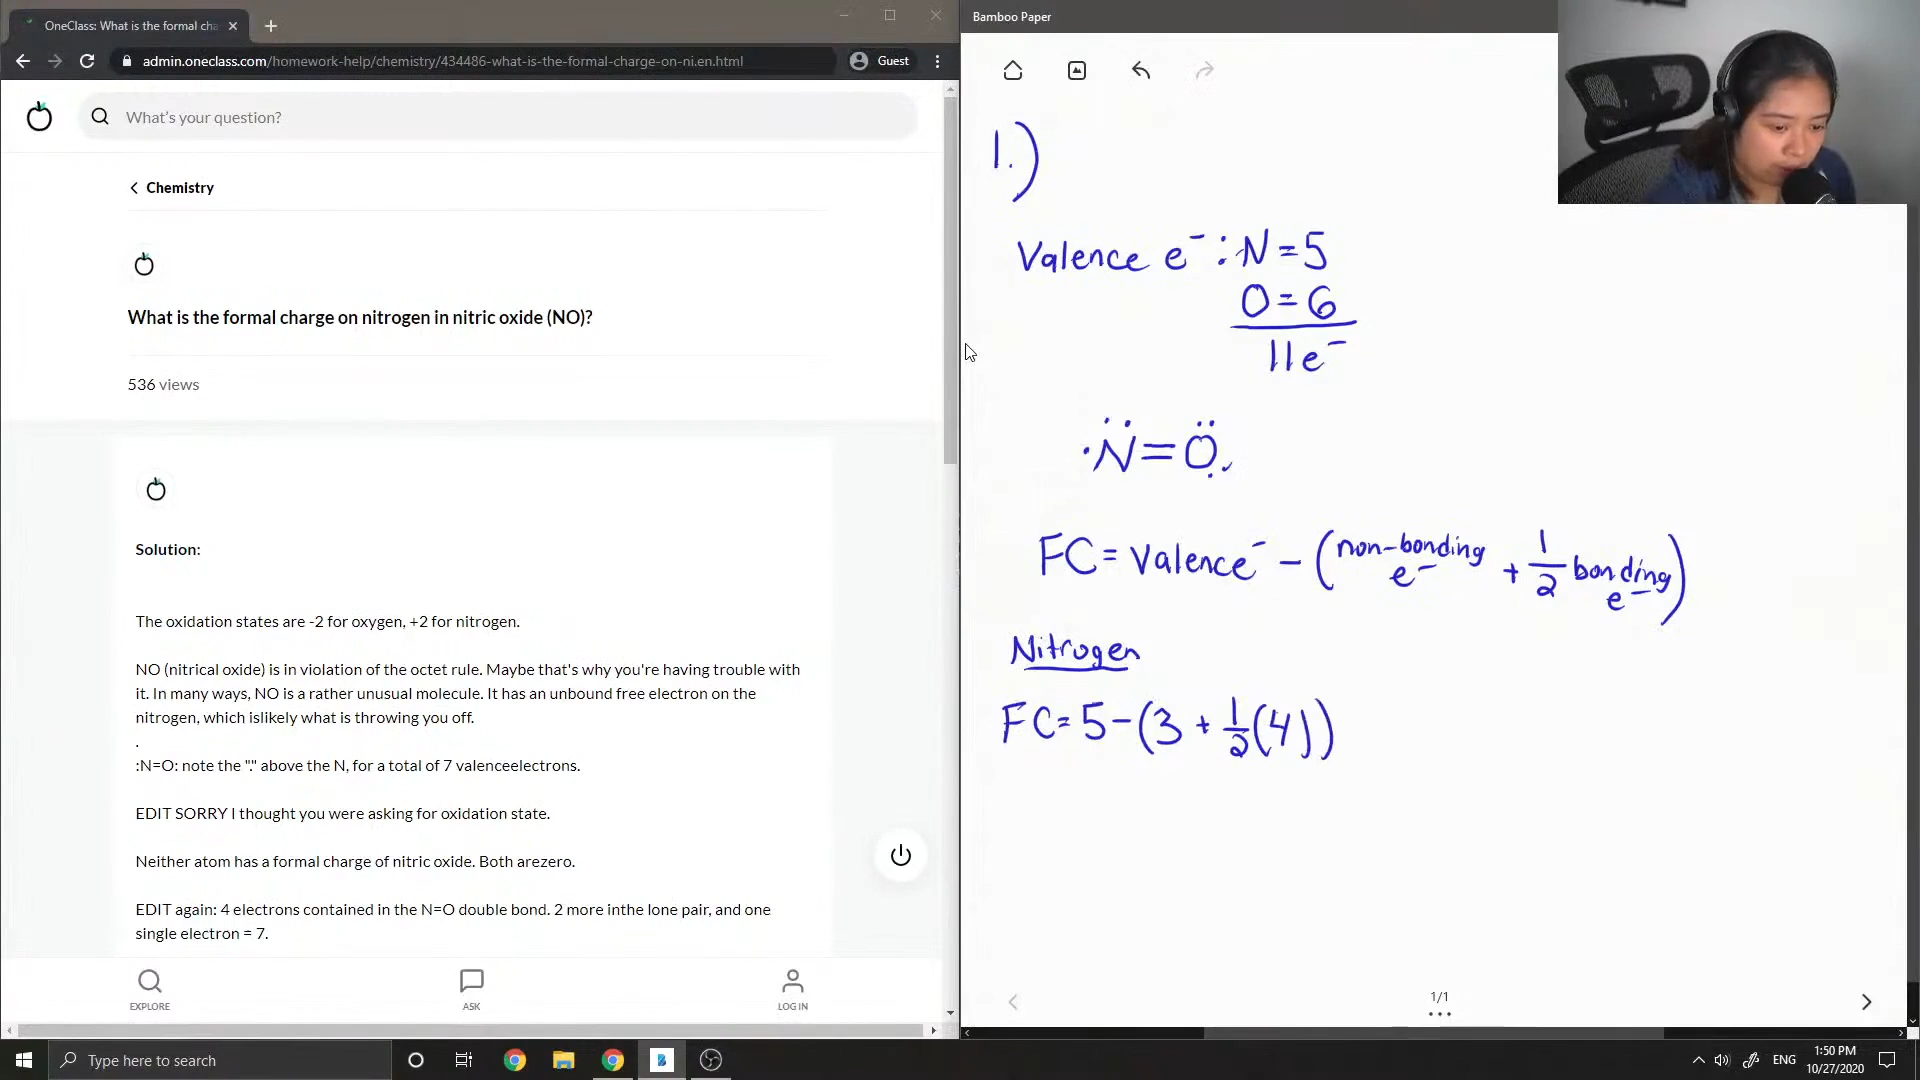 OneClass: What is the formal cha
admin.oneclass.com/homework-help/chemistry/434486-what-is-the-formal-charge-on-ni.en.html
Guest
What's your question?
Chemistry
What is the formal charge on nitrogen in nitric oxide (NO)?
536 views
Solution:
The oxidation states are -2 for oxygen, +2 for nitrogen.
NO (nitrical oxide) is in violation of the octet rule. Maybe that's why you're having trouble with
it. In many ways, NO is a rather unusual molecule. It has an unbound free electron on the
nitrogen, which islikely what is throwing you off.
.
:N=O: note the "." above the N, for a total of 7 valenceelectrons.
EDIT SORRY I thought you were asking for oxidation state.
Neither atom has a formal charge of nitric oxide. Both arezero.
EDIT again: 4 electrons contained in the N=O double bond. 2 more inthe lone pair, and one
single electron = 7.
EXPLORE
ASK
LOG IN
Bamboo Paper
1.)
Valence e⁻ : N = 5
O = 6
11e⁻
·N̈=Ö:
FC = Valence⁻ - (non-bonding e⁻ + 1/2 bonding e⁻)
Nitrogen
FC = 5 - (3 + 1/2(4))
1/1
Type here to search
ENG
1:50 PM
10/27/2020